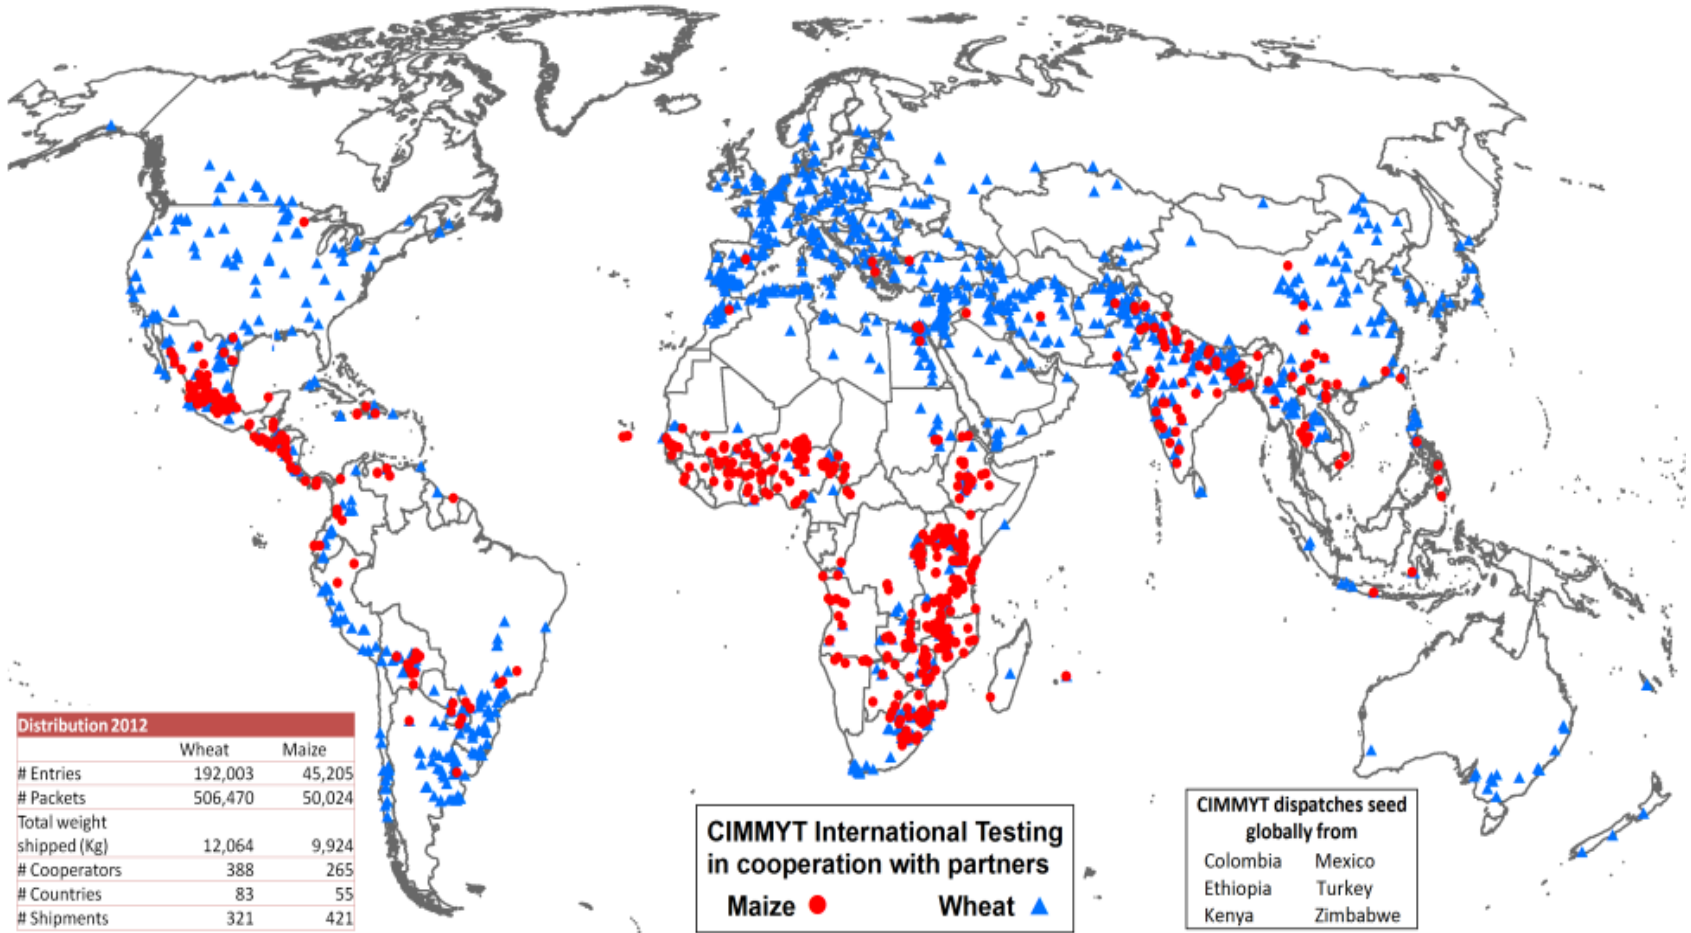 Distribution 2012
Wheat Maize
# Entries 192,003 45,205
# Packets 506,470 50,024
Total weight
shipped (Kg) 12,064 9,924
# Cooperators 388 265
# Countries 83 55
# Shipments 321 421
CIMMYT International Testing
in cooperation with partners
Maize Wheat
CIMMYT dispatches seed
globally from
Colombia Mexico
Ethiopia Turkey
Kenya Zimbabwe